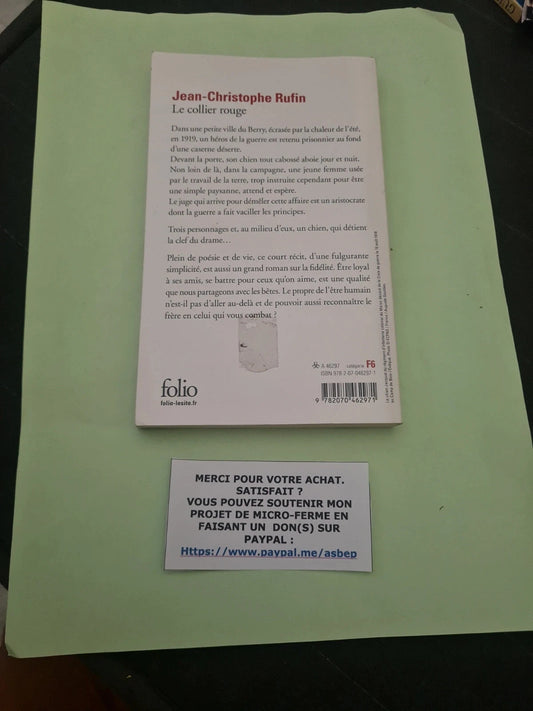 Jean-Christophe Rufin
Le collier rouge
Dans une petite ville du Berry, écrasée par la chaleur de l'été,
en 1919, un héros de la guerre est retenu prisonnier au fond
d'une caserne déserte.
Devant la porte, son chien tout cabossé aboie jour et nuit.
Non loin de là, dans la campagne, une jeune femme usée
par le travail de la terre, trop instruite cependant pour être
une simple paysanne, attend et espère.
Le juge qui arrive pour démêler cette affaire est un aristocrate
dont la guerre a fait vaciller les principes.
Trois personnages et, au milieu d'eux, un chien, qui détient
la clef du drame…
Plein de poésie et de vie, ce court récit, d'une fulgurante
simplicité, est aussi un grand roman sur la fidélité. Être loyal
à ses amis, se battre pour ceux qu'on aime, est une qualité
que nous partageons avec les bêtes. Le propre de l'être humain
n'est-il pas d'aller au-delà et de pouvoir aussi reconnaître le
frère en celui qui vous combat ?
A 46297 catégorie F6
ISBN 978-2-07-046297-1
folio
folio-lesite.fr
9 782070 462971
MERCI POUR VOTRE ACHAT.
SATISFAIT ?
VOUS POUVEZ SOUTENIR MON
PROJET DE MICRO-FERME EN
FAISANT UN DON(S) SUR
PAYPAL :
Https://www.paypal.me/asbep